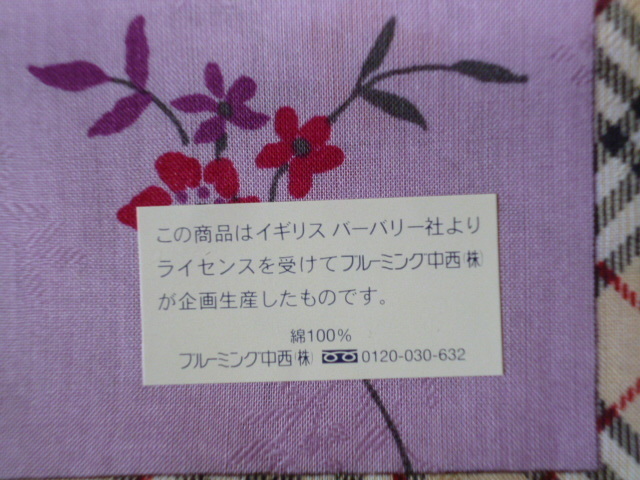 この商品はイギリス バーバリー社より
ライセンスを受けてブルーミング中西㈱
が企画生産したものです。
綿100%
ブルーミング中西㈱ 0120-030-632